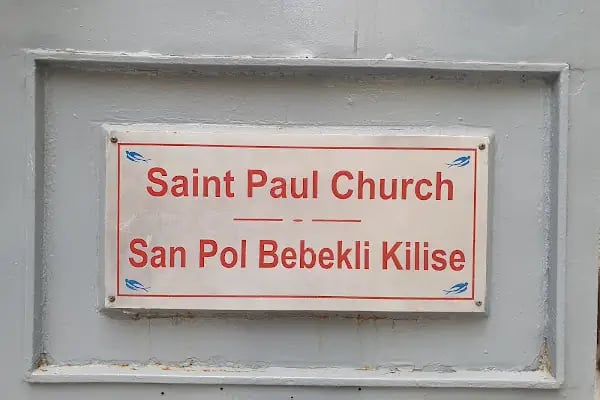 Saint Paul Church
San Pol Bebekli Kilise